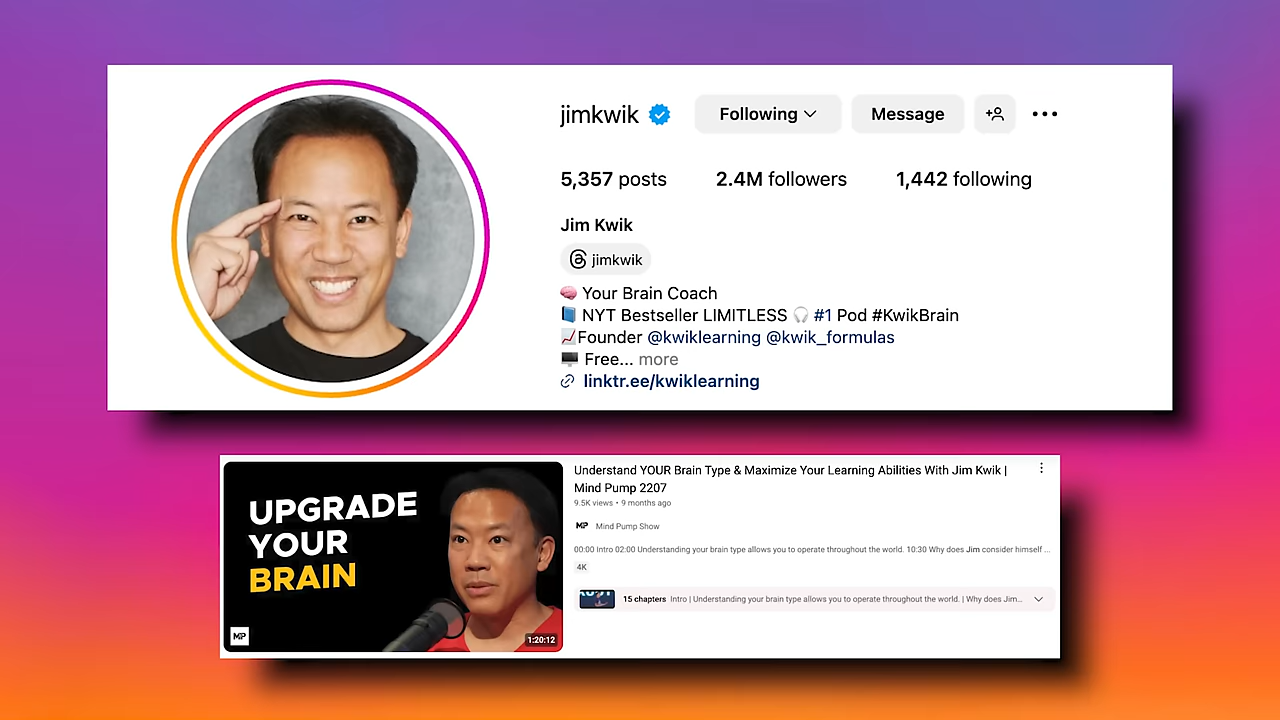 jimkwik Following Message
5,357 posts 2.4M followers 1,442 following
Jim Kwik
jimkwik
🧠 Your Brain Coach
📘 NYT Bestseller LIMITLESS 🎧 #1 Pod #KwikBrain
📈Founder @kwiklearning @kwik_formulas
🖥️ Free... more
linktr.ee/kwiklearning
UPGRADE
YOUR
BRAIN
MP
1:20:12
Understand YOUR Brain Type & Maximize Your Learning Abilities With Jim Kwik |
Mind Pump 2207
9.5K views • 9 months ago
MP Mind Pump Show
00:00 Intro 02:00 Understanding your brain type allows you to operate throughout the world. 10:30 Why does Jim consider himself ...
4K
15 chapters Intro | Understanding your brain type allows you to operate throughout the world. | Why does Jim...